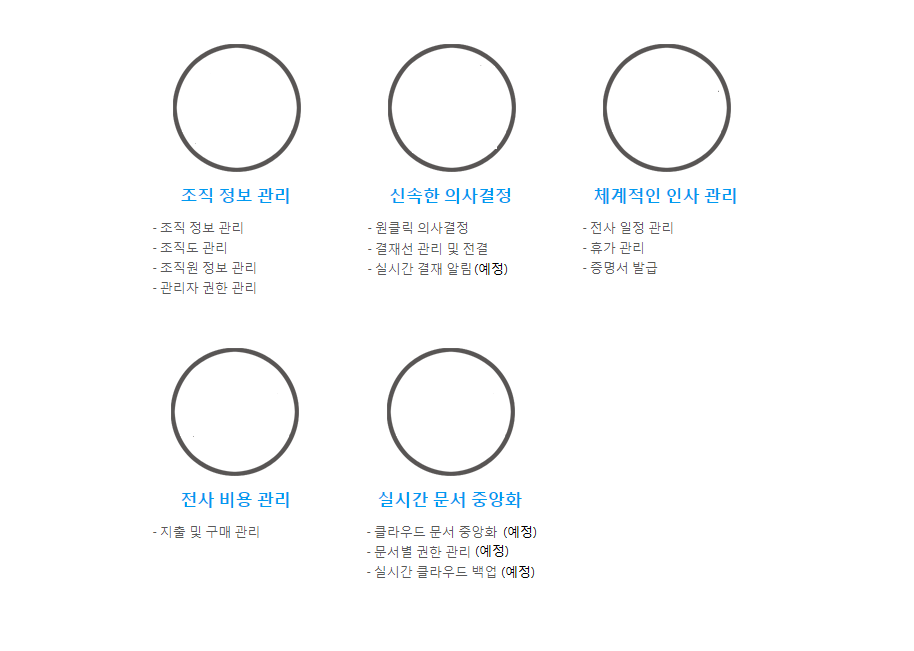 조직 정보 관리
- 조직 정보 관리
- 조직도 관리
- 조직원 정보 관리
- 관리자 권한 관리
신속한 의사결정
- 원클릭 의사결정
- 결재선 관리 및 전결
- 실시간 결재 알림 (예정)
체계적인 인사 관리
- 전사 일정 관리
- 휴가 관리
- 증명서 발급
전사 비용 관리
- 지출 및 구매 관리
실시간 문서 중앙화
- 클라우드 문서 중앙화 (예정)
- 문서별 권한 관리 (예정)
- 실시간 클라우드 백업 (예정)